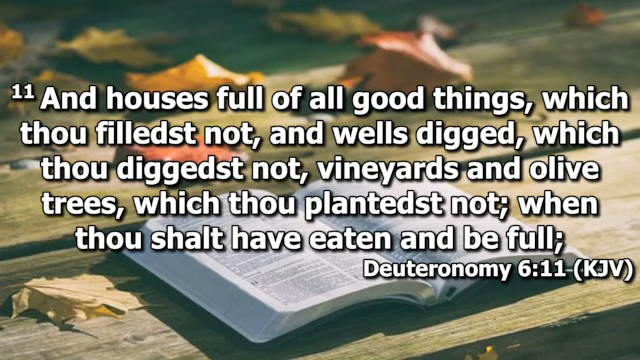 11 And houses full of all good things, which
thou filledst not, and wells digged, which
thou diggedst not, vineyards and olive
trees, which thou plantedst not; when
thou shalt have eaten and be full;
Deuteronomy 6:11 (KJV)